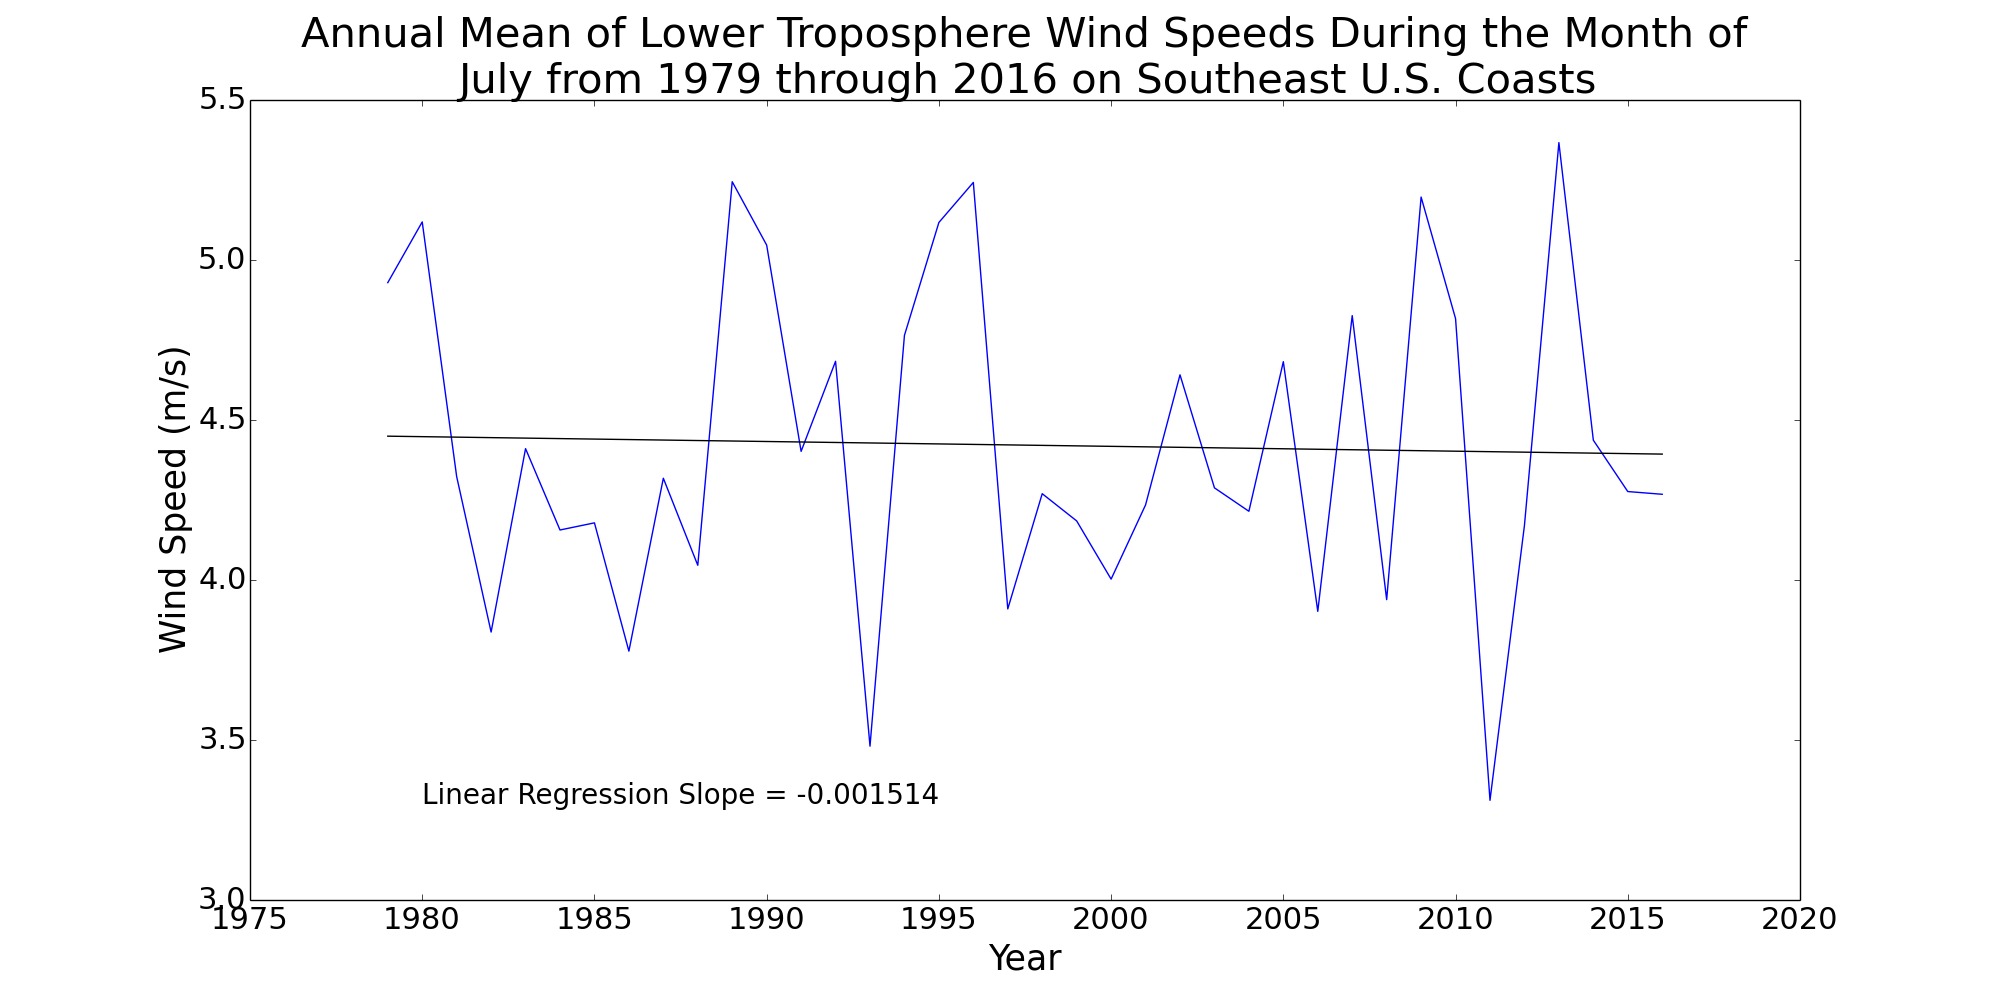 Annual Mean of Lower Troposphere Wind Speeds During the Month of
July from 1979 through 2016 on Southeast U.S. Coasts
5.5
5.0
4.5
4.0
3.5
3.0
Wind Speed (m/s)
Linear Regression Slope = -0.001514
1975 1980 1985 1990 1995 2000 2005 2010 2015 2020
Year